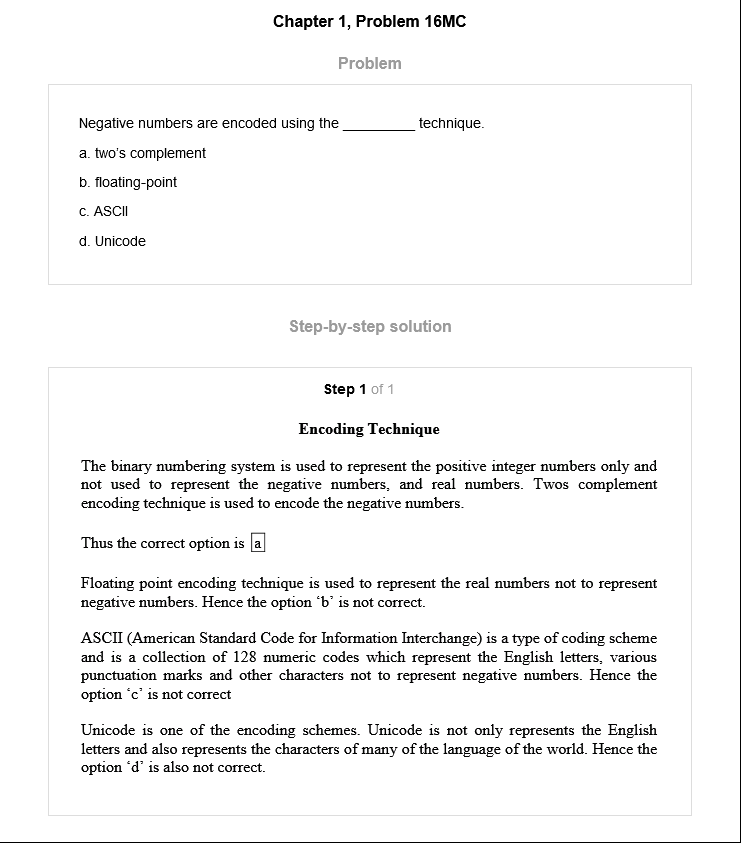 Chapter 1, Problem 16MC
Problem
Negative numbers are encoded using the _________ technique.
a. two's complement
b. floating-point
c. ASCII
d. Unicode
Step-by-step solution
Step 1 of 1
Encoding Technique
The binary numbering system is used to represent the positive integer numbers only and
not used to represent the negative numbers, and real numbers. Twos complement
encoding technique is used to encode the negative numbers.
Thus the correct option is a
Floating point encoding technique is used to represent the real numbers not to represent
negative numbers. Hence the option ‘b’ is not correct.
ASCII (American Standard Code for Information Interchange) is a type of coding scheme
and is a collection of 128 numeric codes which represent the English letters, various
punctuation marks and other characters not to represent negative numbers. Hence the
option ‘c’ is not correct
Unicode is one of the encoding schemes. Unicode is not only represents the English
letters and also represents the characters of many of the language of the world. Hence the
option ‘d’ is also not correct.